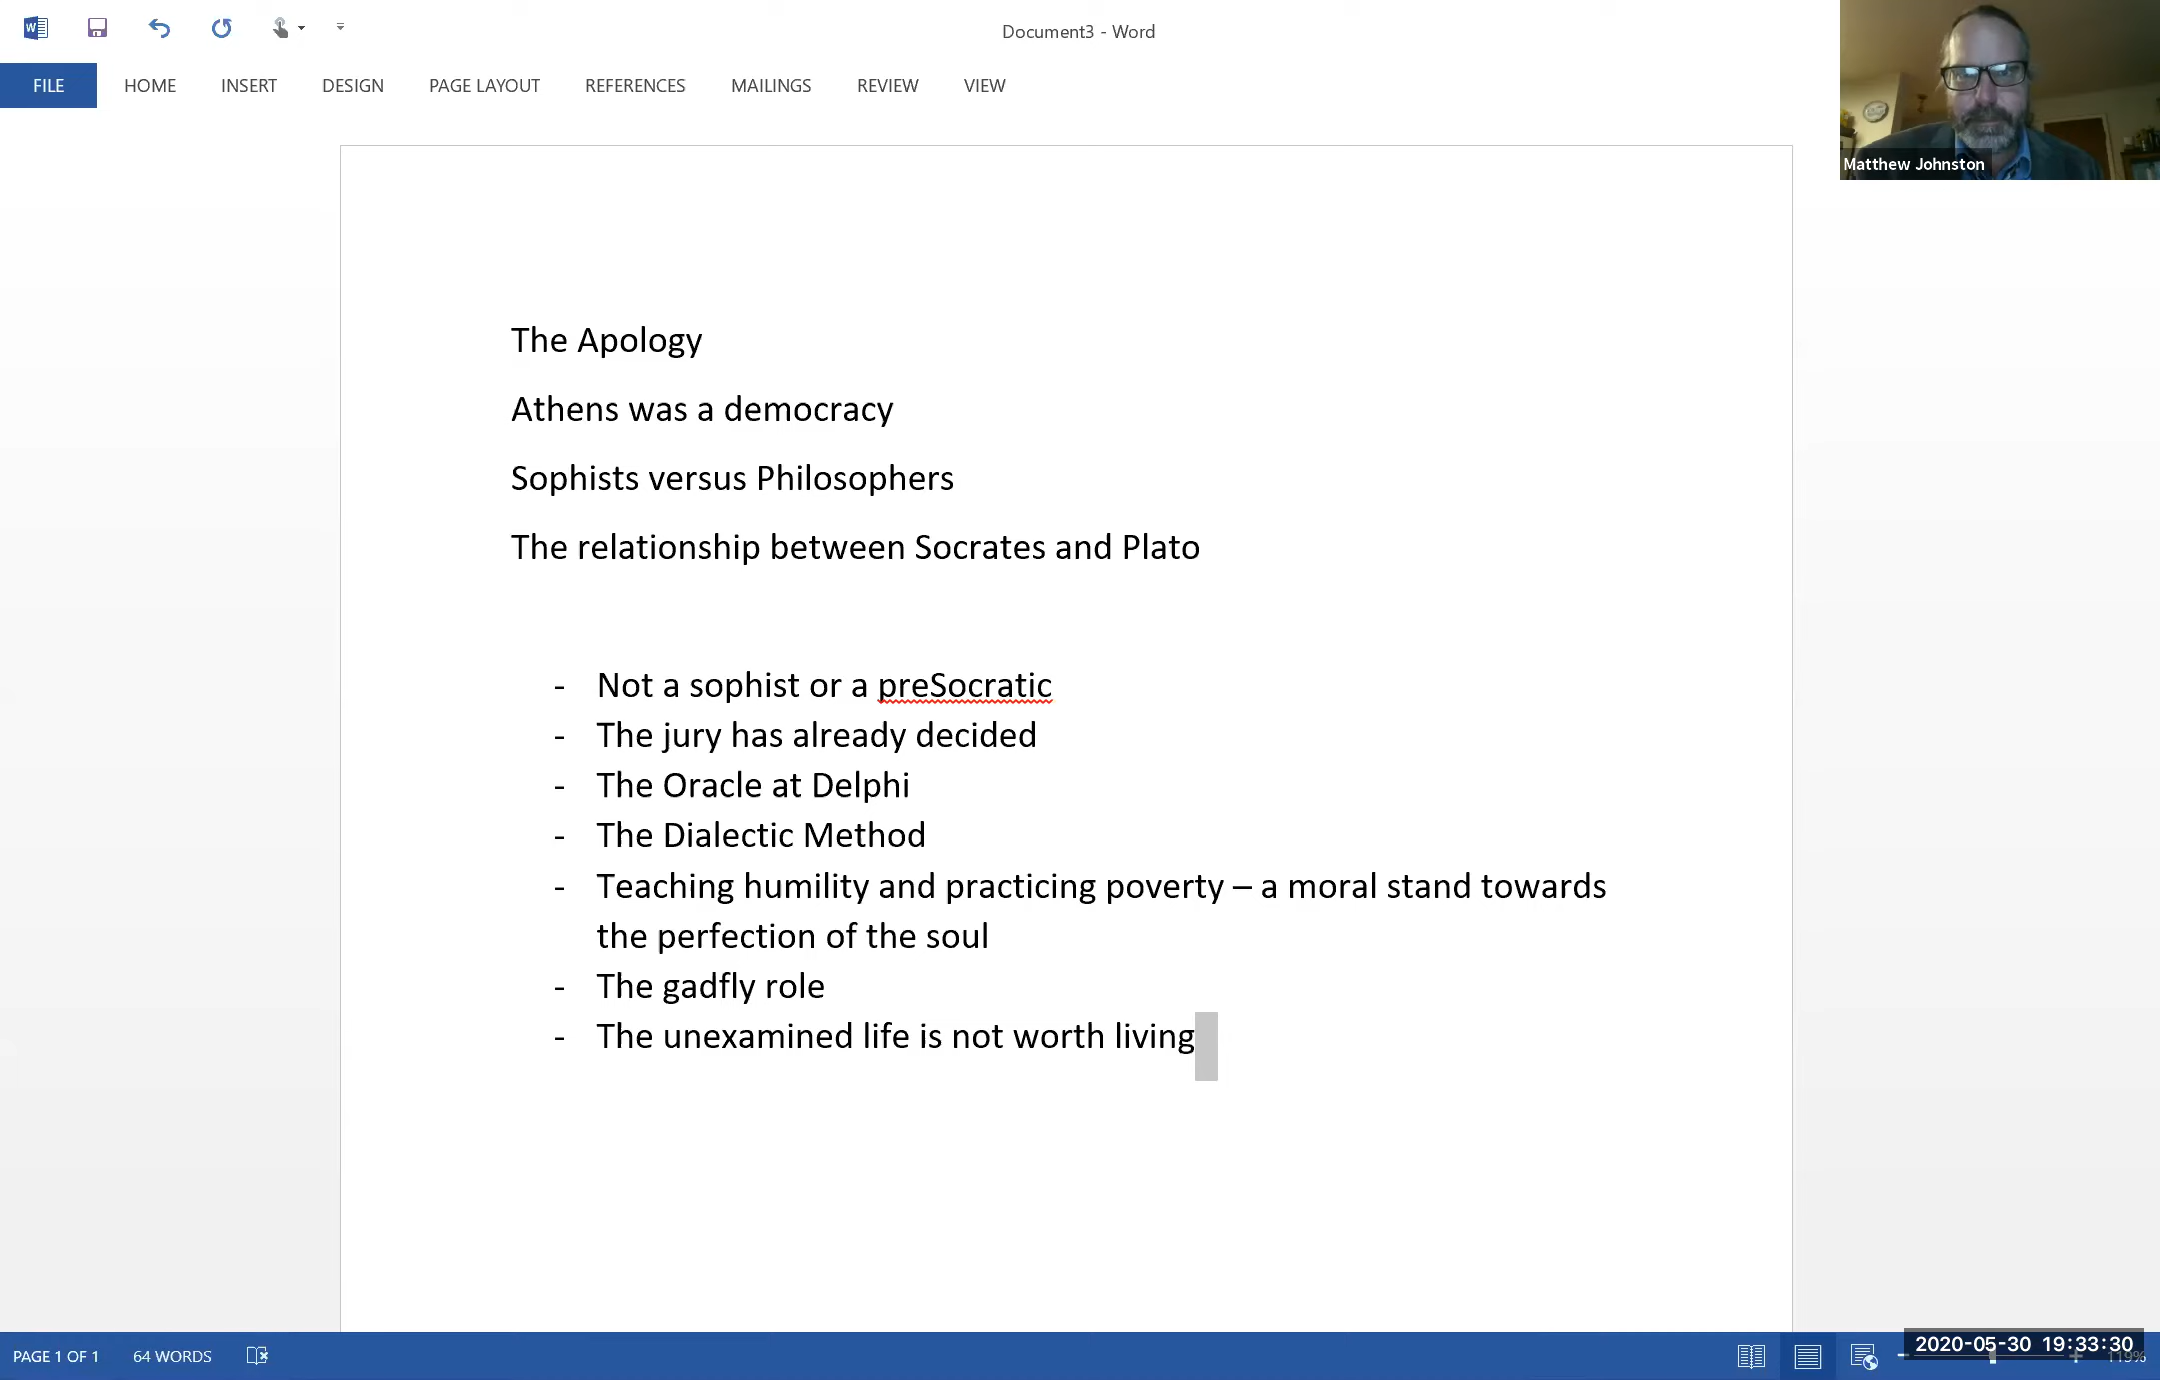 Document3 - Word
FILE HOME INSERT DESIGN PAGE LAYOUT REFERENCES MAILINGS REVIEW VIEW
Matthew Johnston
The Apology
Athens was a democracy
Sophists versus Philosophers
The relationship between Socrates and Plato
- Not a sophist or a preSocratic
- The jury has already decided
- The Oracle at Delphi
- The Dialectic Method
- Teaching humility and practicing poverty – a moral stand towards
the perfection of the soul
- The gadfly role
- The unexamined life is not worth living
PAGE 1 OF 1 64 WORDS
2020-05-30 19:33:30
119%